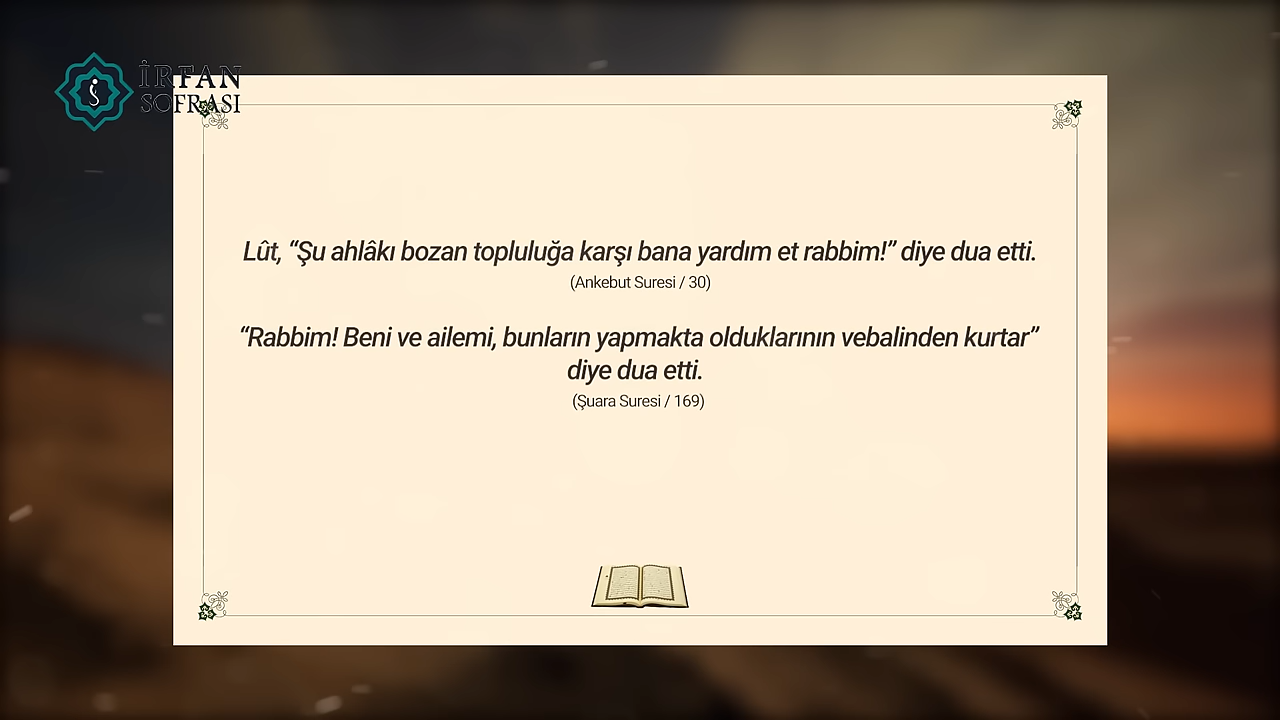 İRFAN
SOFRASI
Lût, “Şu ahlâkı bozan topluluğa karşı bana yardım et rabbim!” diye dua etti.
(Ankebut Suresi / 30)
“Rabbim! Beni ve ailemi, bunların yapmakta olduklarının vebalinden kurtar”
diye dua etti.
(Şuara Suresi / 169)